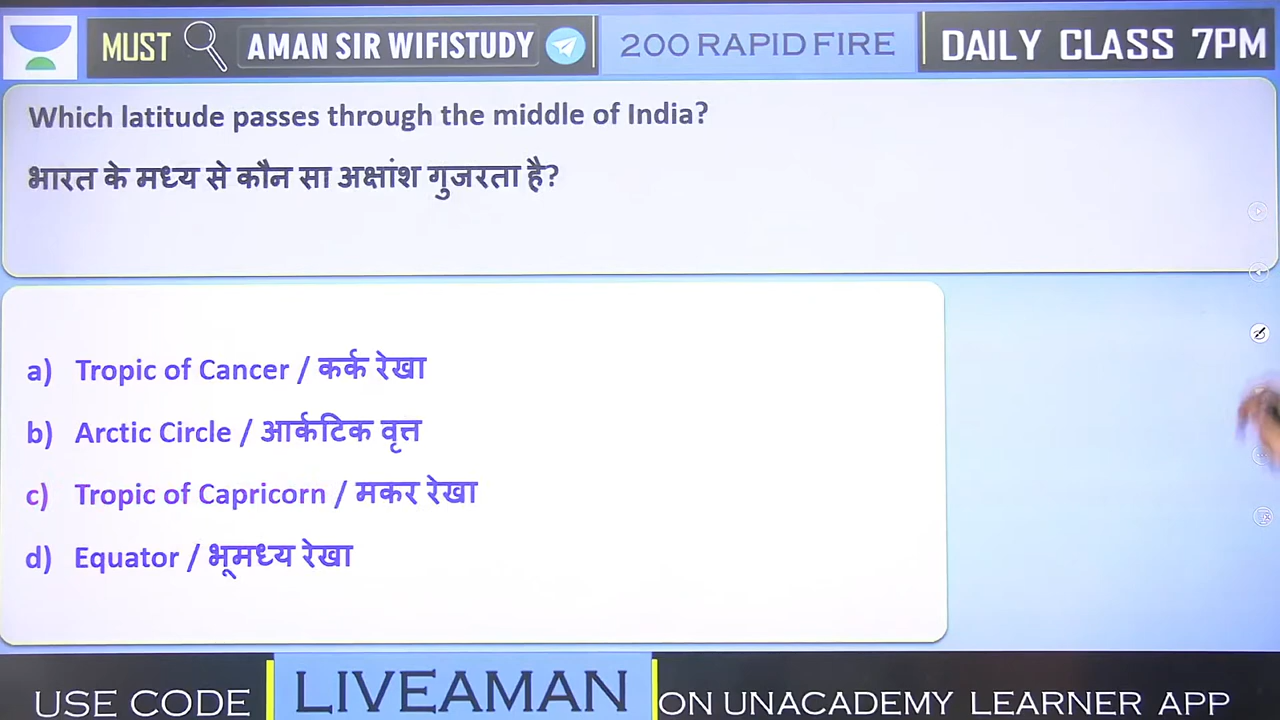 MUST AMAN SIR WIFISTUDY 200 RAPID FIRE DAILY CLASS 7PM
Which latitude passes through the middle of India?
भारत के मध्य से कौन सा अक्षांश गुजरता है?
a) Tropic of Cancer / कर्क रेखा
b) Arctic Circle / आर्कटिक वृत्त
c) Tropic of Capricorn / मकर रेखा
d) Equator / भूमध्य रेखा
USE CODE LIVEAMAN ON UNACADEMY LEARNER APP